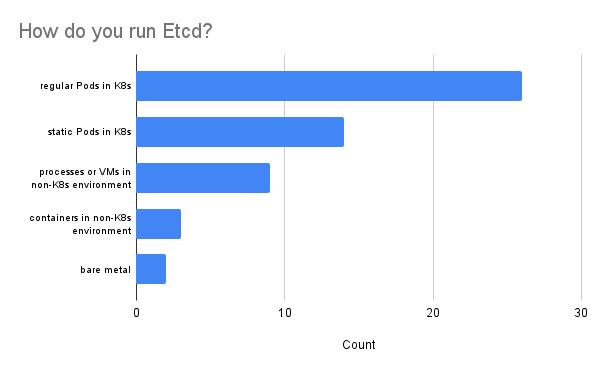 How do you run Etcd?
regular Pods in K8s
static Pods in K8s
processes or VMs in
non-K8s environment
containers in non-K8s
environment
bare metal
0 10 20 30
Count